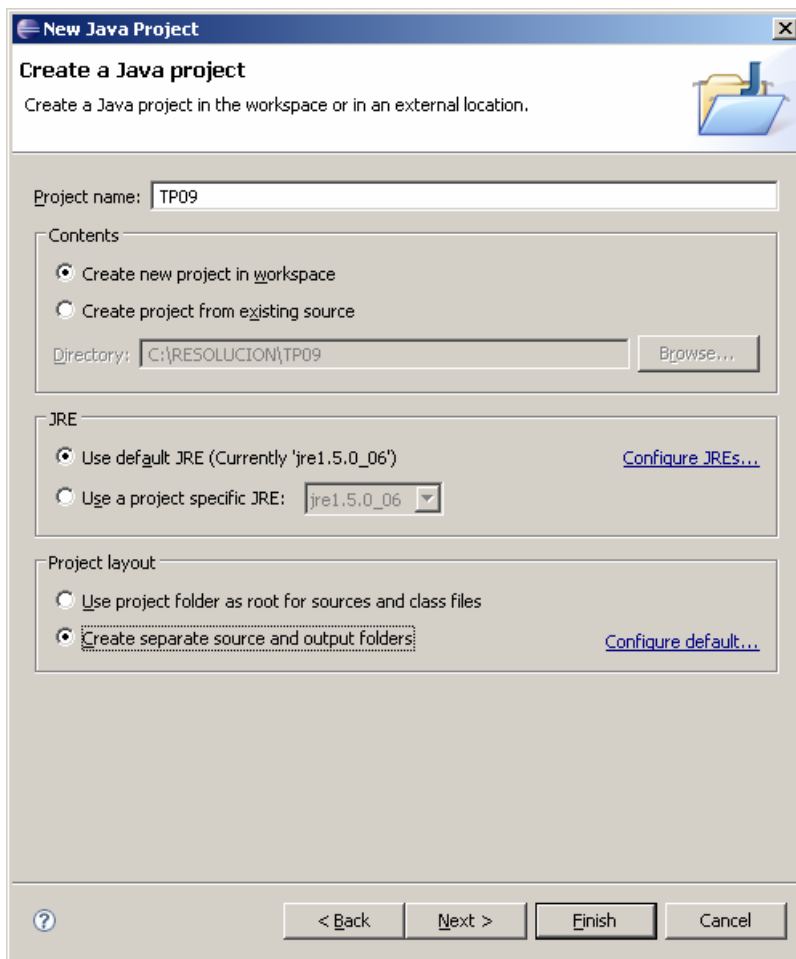 New Java Project
Create a Java project
Create a Java project in the workspace or in an external location.
Project name: TP09
Contents
Create new project in workspace
Create project from existing source
Directory: C:\RESOLUCION\TP09 Browse...
JRE
Use default JRE (Currently 'jre1.5.0_06') Configure JREs...
Use a project specific JRE: jre1.5.0_06
Project layout
Use project folder as root for sources and class files
Create separate source and output folders Configure default...
? < Back Next > Finish Cancel